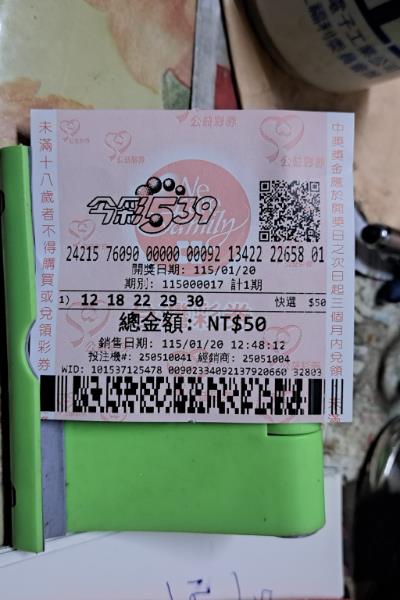 公益彩券
未滿十八歲者不得購買或兌領彩券
中獎獎金應於開獎日之次日起三個月內兌領
今彩539
24215 76090 00000 00092 13422 22658 01
開獎日期: 115/01/20
期別: 115000017 計1期
1) 12 18 22 29 30 快選 $50
總金額: NT$50
銷售日期: 115/01/20 12:48:12
投注機#: 250510041 經銷商: 25051004
WID: 101537125478 00902334092137920660 32803